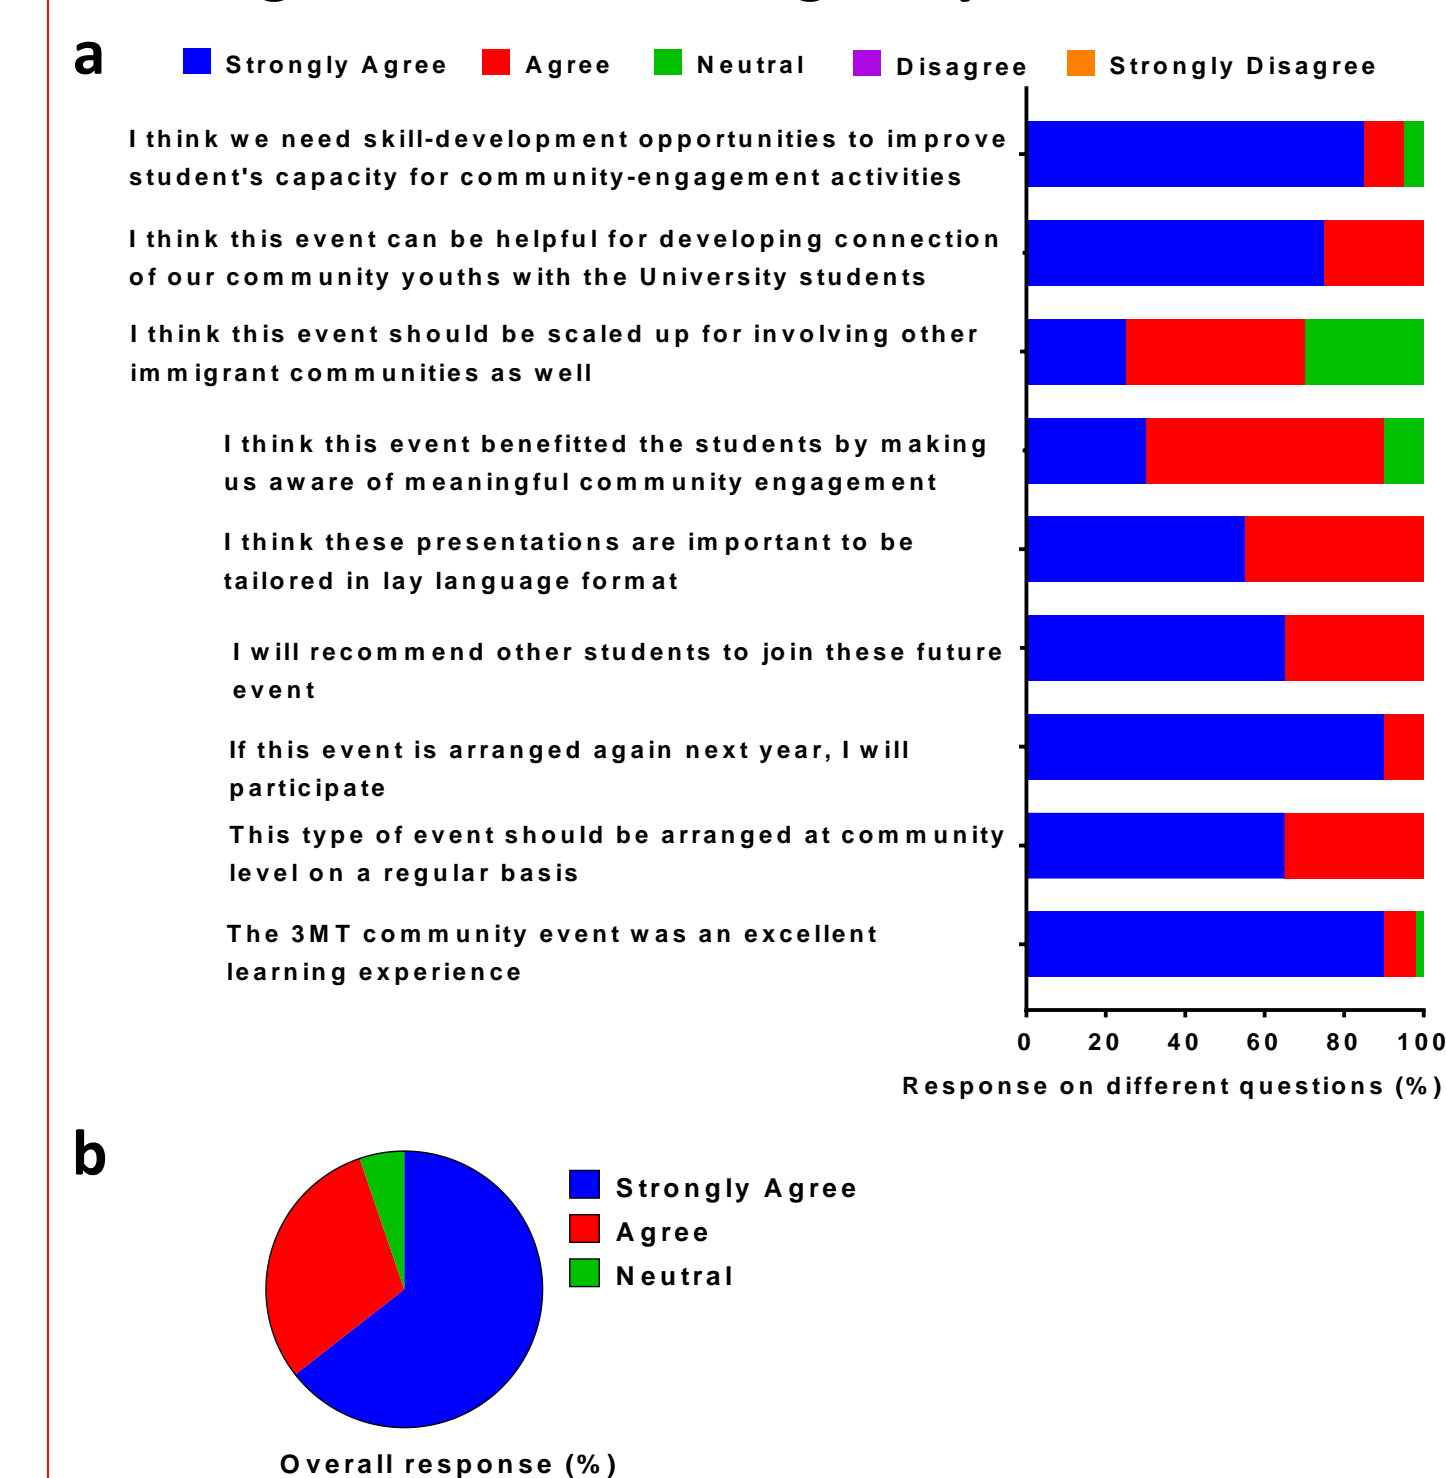 a
Strongly Agree Agree Neutral Disagree Strongly Disagree
I think we need skill-development opportunities to improve
student's capacity for community-engagement activities
I think this event can be helpful for developing connection
of our community youths with the University students
I think this event should be scaled up for involving other
immigrant communities as well
I think this event benefitted the students by making
us aware of meaningful community engagement
I think these presentations are important to be
tailored in lay language format
I will recommend other students to join these future
event
If this event is arranged again next year, I will
participate
This type of event should be arranged at community
level on a regular basis
The 3MT community event was an excellent
learning experience
0 20 40 60 80 100
Response on different questions (%)
b
Strongly Agree
Agree
Neutral
Overall response (%)